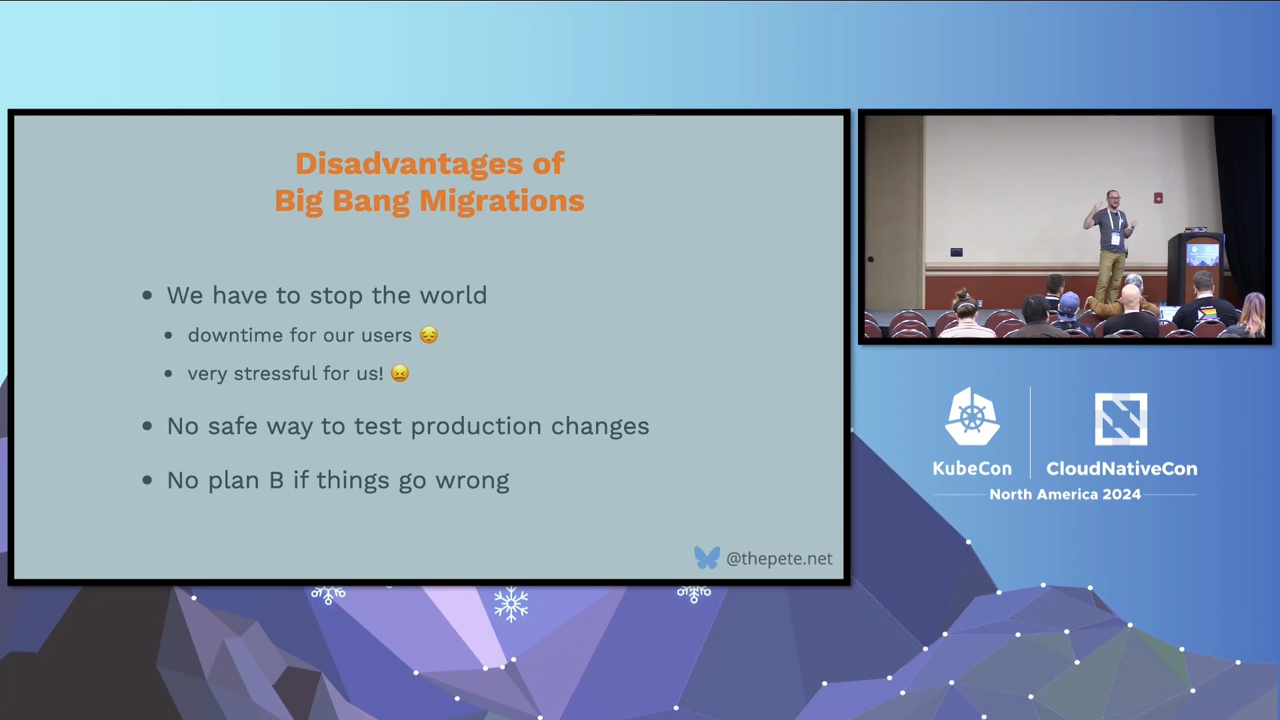 Disadvantages of
Big Bang Migrations
We have to stop the world
downtime for our users 😔
very stressful for us! 😖
No safe way to test production changes
No plan B if things go wrong
@thepete.net
KubeCon
CloudNativeCon
North America 2024